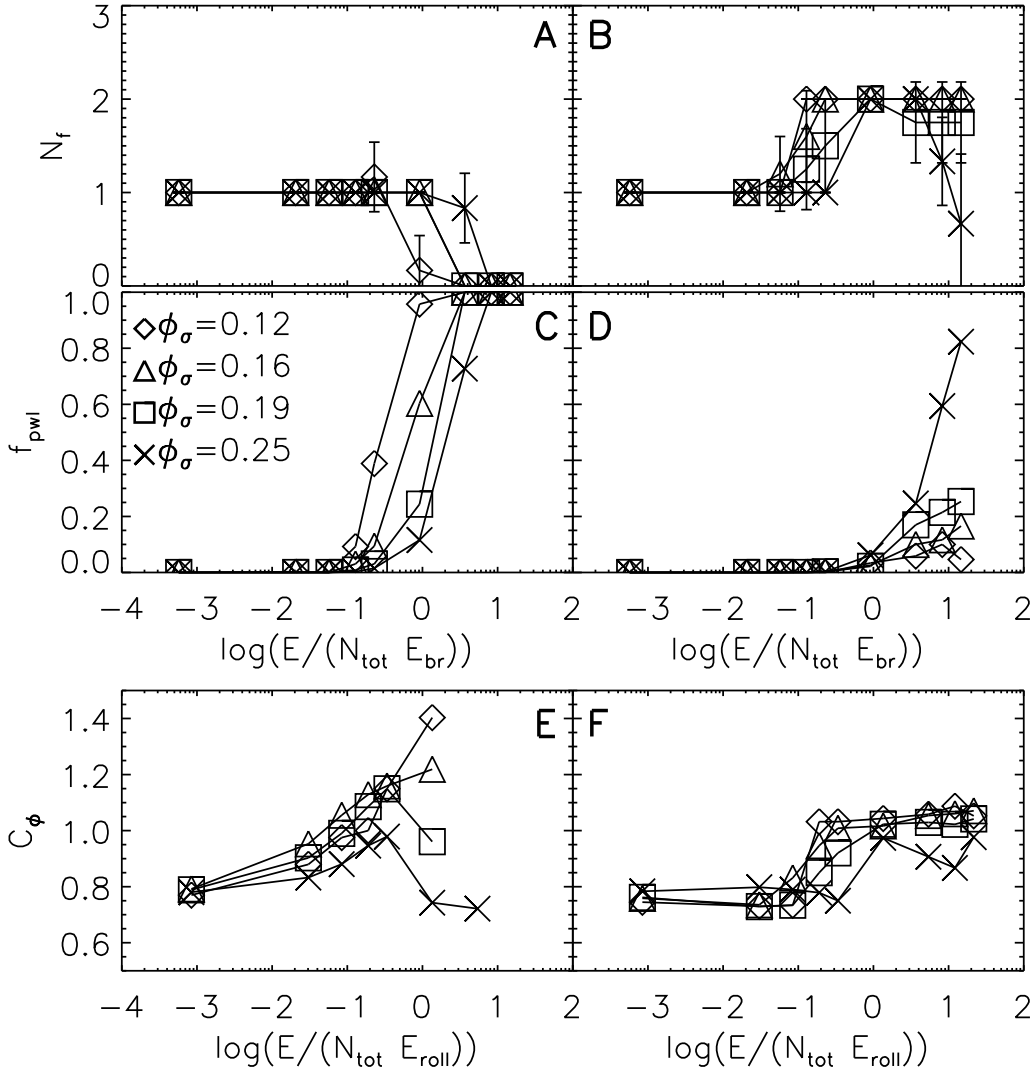 3 A B
2
1
0
N_f
1.0 C D
0.8
0.6
0.4
0.2
0.0
f_pwl
◇ ϕ_σ=0.12
△ ϕ_σ=0.16
□ ϕ_σ=0.19
× ϕ_σ=0.25
−4 −3 −2 −1 0 1 2 −3 −2 −1 0 1 2
log(E/(N_tot E_br)) log(E/(N_tot E_br))
E F
1.4
1.2
1.0
0.8
0.6
C_ϕ
−4 −3 −2 −1 0 1 2 −3 −2 −1 0 1 2
log(E/(N_tot E_roll)) log(E/(N_tot E_roll))